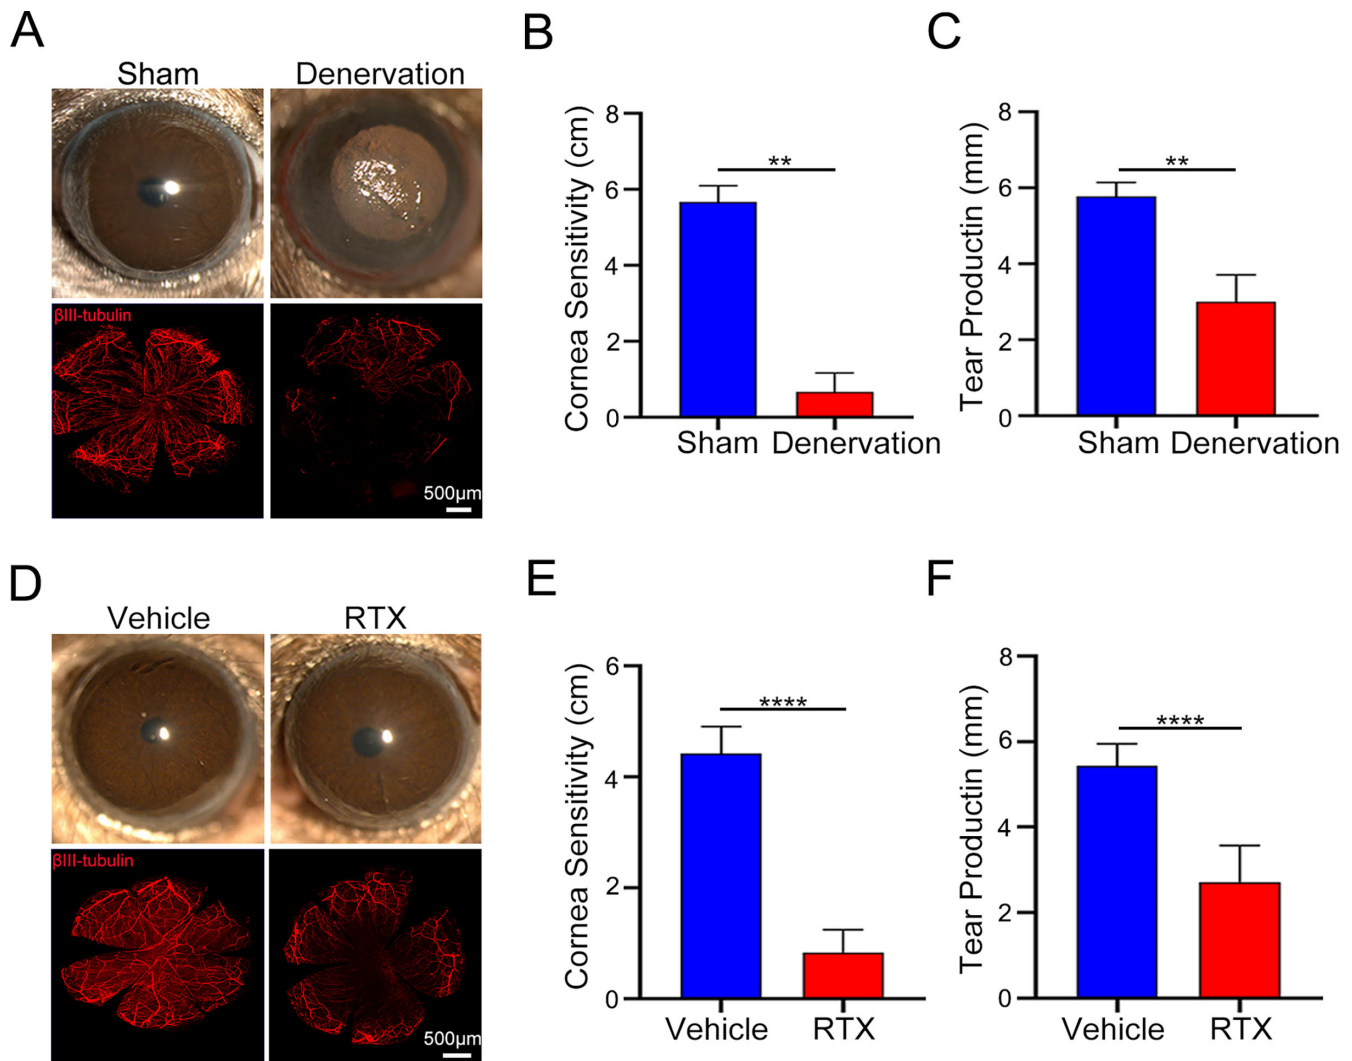 A
Sham
Denervation
βIII-tubulin
500μm
B
Cornea Sensitivity (cm)
8
6
4
2
0
**
Sham
Denervation
C
Tear Productin (mm)
8
6
4
2
0
**
Sham
Denervation
D
Vehicle
RTX
βIII-tubulin
500μm
E
Cornea Sensitivity (cm)
6
4
2
0
****
Vehicle
RTX
F
Tear Productin (mm)
8
6
4
2
0
****
Vehicle
RTX